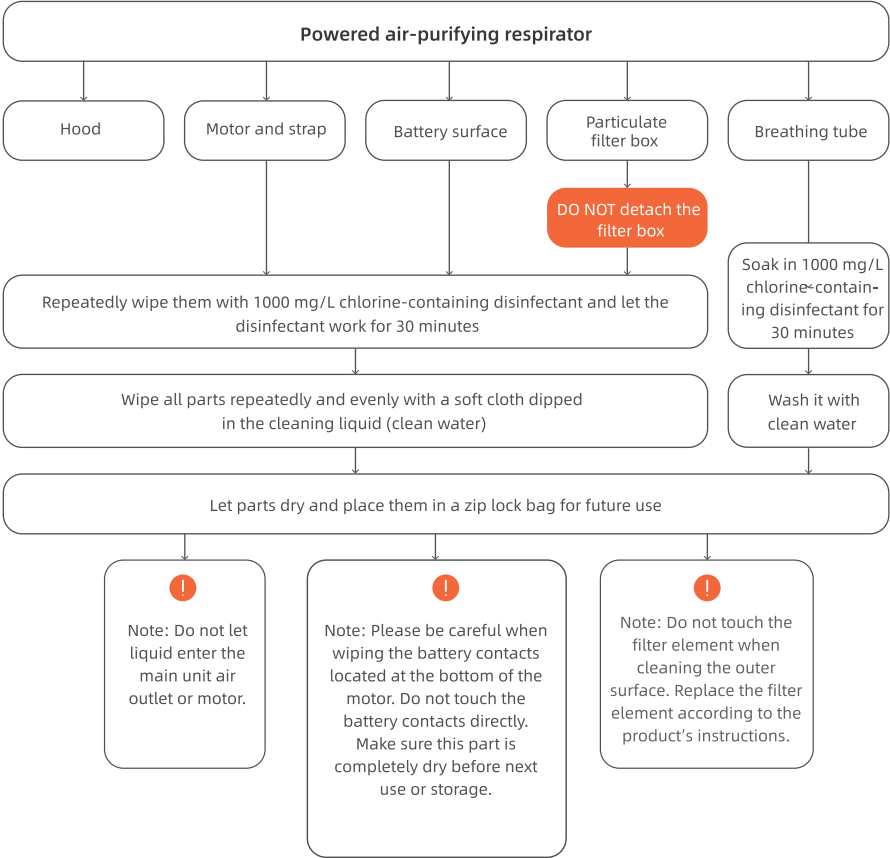 Powered air-purifying respirator
Hood
Motor and strap
Battery surface
Particulate
filter box
Breathing tube
DO NOT detach the
filter box
Repeatedly wipe them with 1000 mg/L chlorine-containing disinfectant and let the
disinfectant work for 30 minutes
Soak in 1000 mg/L
chlorine-contain-
ing disinfectant for
30 minutes
Wipe all parts repeatedly and evenly with a soft cloth dipped
in the cleaning liquid (clean water)
Wash it with
clean water
Let parts dry and place them in a zip lock bag for future use
!
Note: Do not let
liquid enter the
main unit air
outlet or motor.
!
Note: Please be careful when
wiping the battery contacts
located at the bottom of the
motor. Do not touch the
battery contacts directly.
Make sure this part is
completely dry before next
use or storage.
!
Note: Do not touch the
filter element when
cleaning the outer
surface. Replace the filter
element according to the
product's instructions.